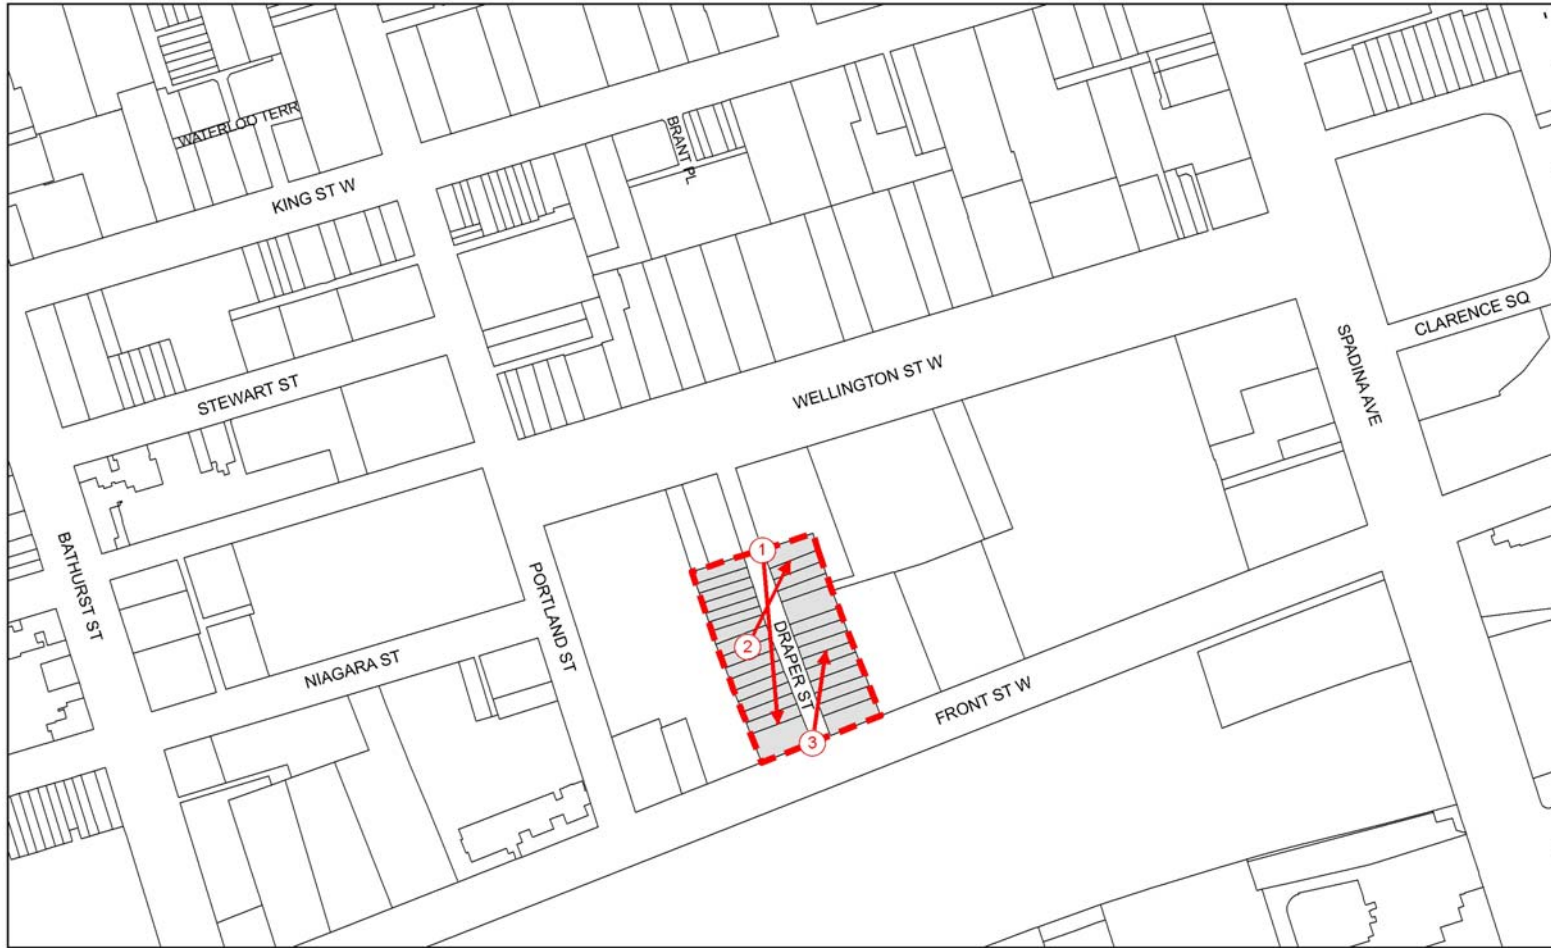 WATERLOO TERR
BRANT PL
KING ST W
CLARENCE SQ
SPADINA AVE
WELLINGTON ST W
STEWART ST
BATHURST ST
PORTLAND ST
1
2
DRAPER ST
NIAGARA ST
3
FRONT ST W